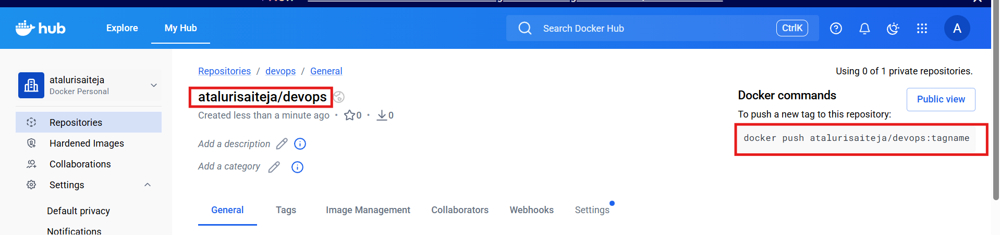 hub
Explore
My Hub
Search Docker Hub
CtrlK
A
atalurisaiteja
Docker Personal
Repositories
Hardened Images
Collaborations
Settings
Default privacy
Notifications
Repositories / devops / General
Using 0 of 1 private repositories.
atalurisaiteja/devops
Created less than a minute ago • 0 • 0
Add a description
Add a category
Docker commands
Public view
To push a new tag to this repository:
docker push atalurisaiteja/devops:tagname
General
Tags
Image Management
Collaborators
Webhooks
Settings